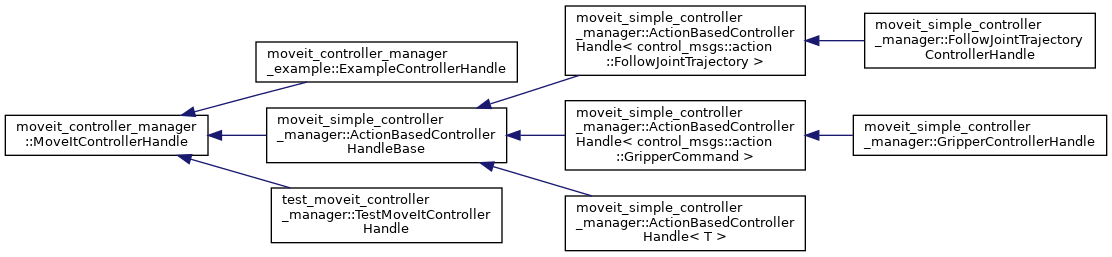 moveit_controller_manager
::MoveItControllerHandle
moveit_controller_manager
_example::ExampleControllerHandle
moveit_simple_controller
_manager::ActionBasedController
HandleBase
test_moveit_controller
_manager::TestMoveItController
Handle
moveit_simple_controller
_manager::ActionBasedController
Handle< control_msgs::action
::FollowJointTrajectory >
moveit_simple_controller
_manager::ActionBasedController
Handle< control_msgs::action
::GripperCommand >
moveit_simple_controller
_manager::ActionBasedController
Handle< T >
moveit_simple_controller
_manager::FollowJointTrajectory
ControllerHandle
moveit_simple_controller
_manager::GripperControllerHandle